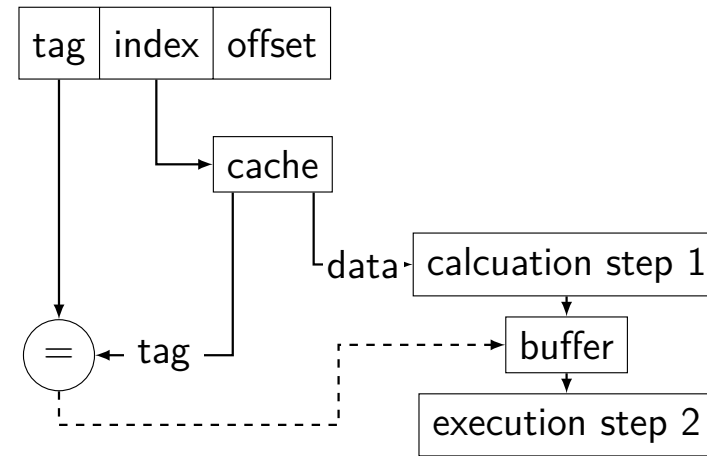 tag index offset
cache
data
calcuation step 1
= tag
buffer
execution step 2